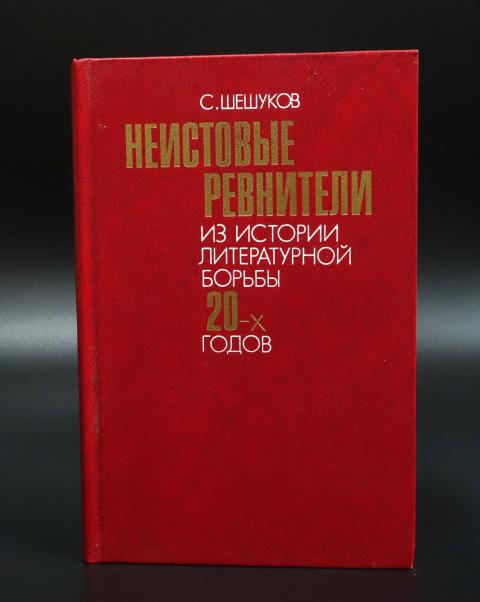 С. ШЕШУКОВ
НЕИСТОВЫЕ
РЕВНИТЕЛИ
ИЗ ИСТОРИИ
ЛИТЕРАТУРНОЙ
БОРЬБЫ
20-х
ГОДОВ